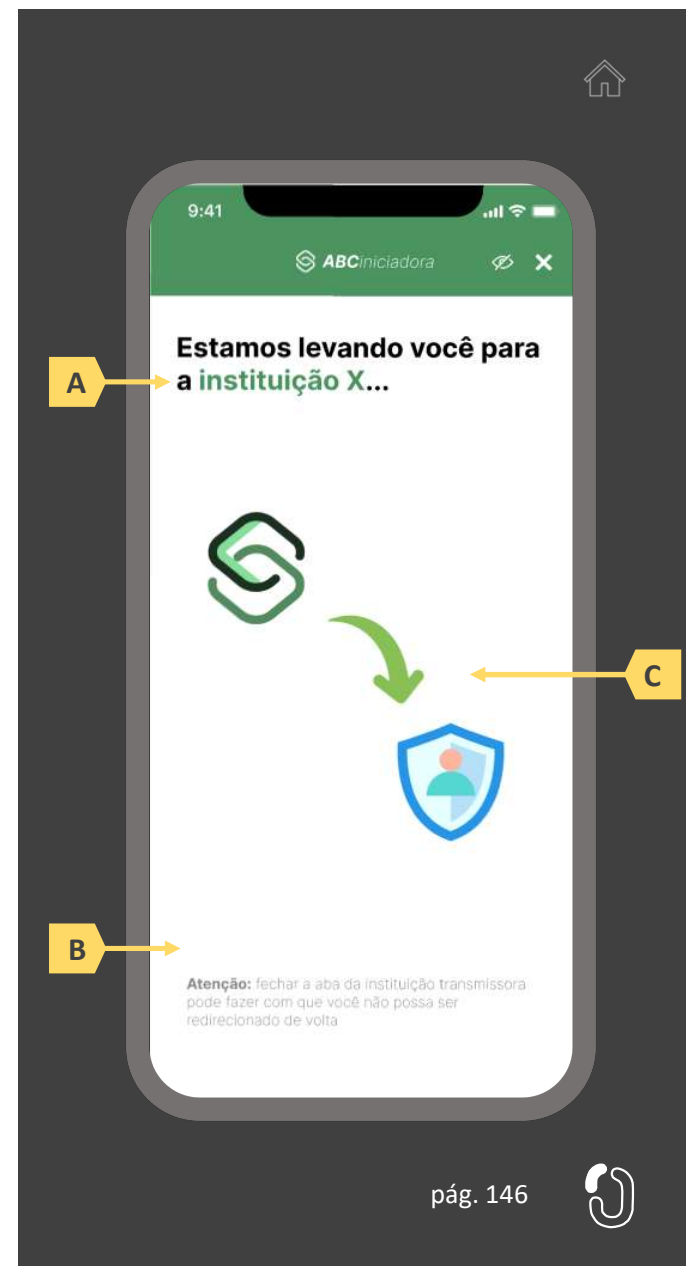 9:41
ABCiniciadora
Estamos levando você para
a instituição X...
A
C
B
Atenção: fechar a aba da instituição transmissora
pode fazer com que você não possa ser
redirecionado de volta
pág. 146